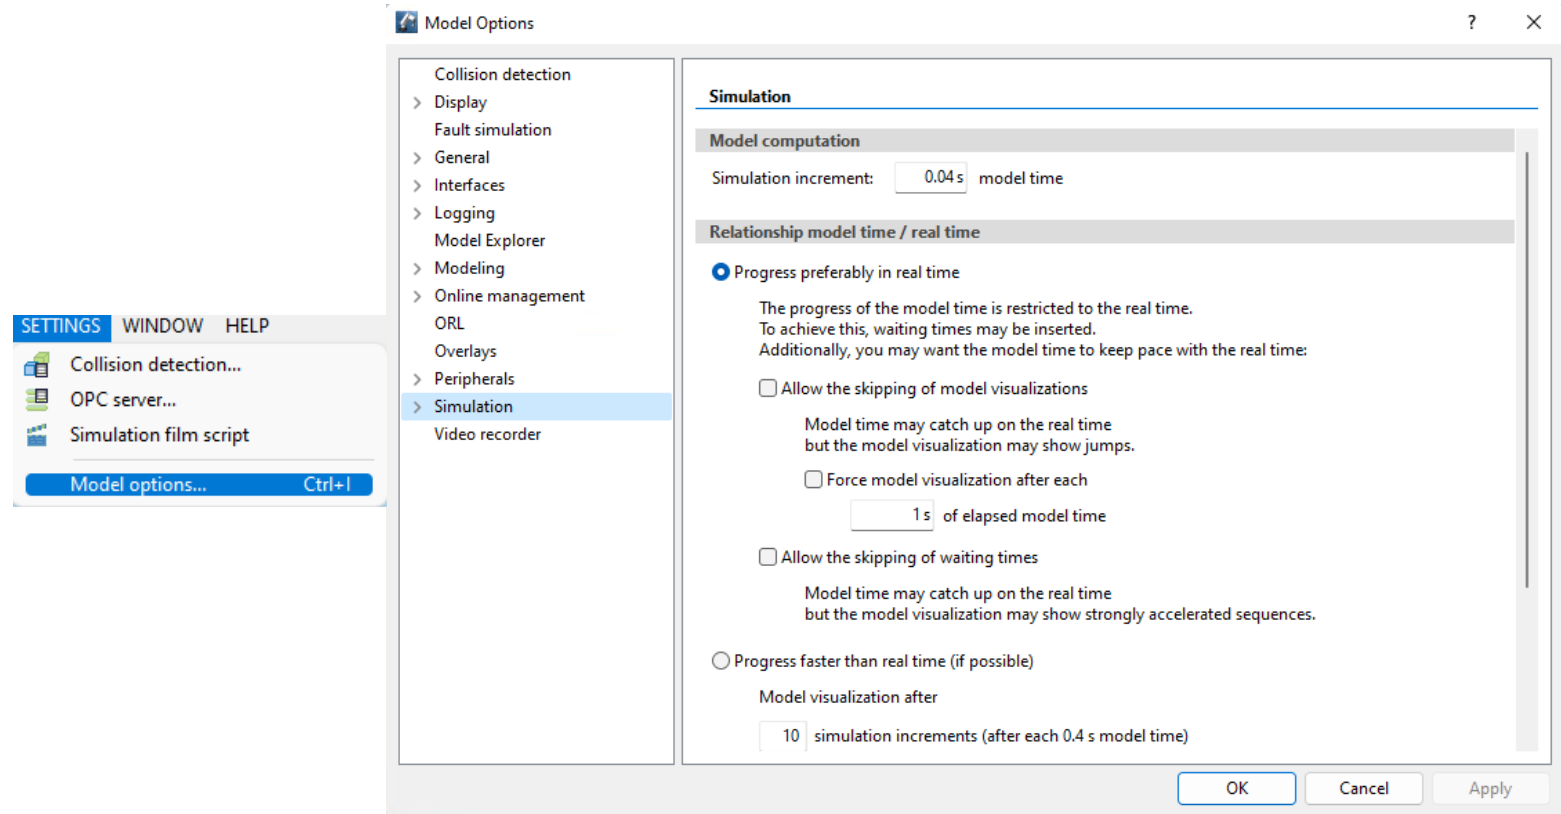 SETTINGS WINDOW HELP
Collision detection...
OPC server...
Simulation film script
Model options... Ctrl+I
Model Options
?
Collision detection
Display
Fault simulation
General
Interfaces
Logging
Model Explorer
Modeling
Online management
ORL
Overlays
Peripherals
Simulation
Video recorder
Simulation
Model computation
Simulation increment: 0.04 s model time
Relationship model time / real time
Progress preferably in real time
The progress of the model time is restricted to the real time.
To achieve this, waiting times may be inserted.
Additionally, you may want the model time to keep pace with the real time:
Allow the skipping of model visualizations
Model time may catch up on the real time
but the model visualization may show jumps.
Force model visualization after each
1 s of elapsed model time
Allow the skipping of waiting times
Model time may catch up on the real time
but the model visualization may show strongly accelerated sequences.
Progress faster than real time (if possible)
Model visualization after
10 simulation increments (after each 0.4 s model time)
OK Cancel Apply